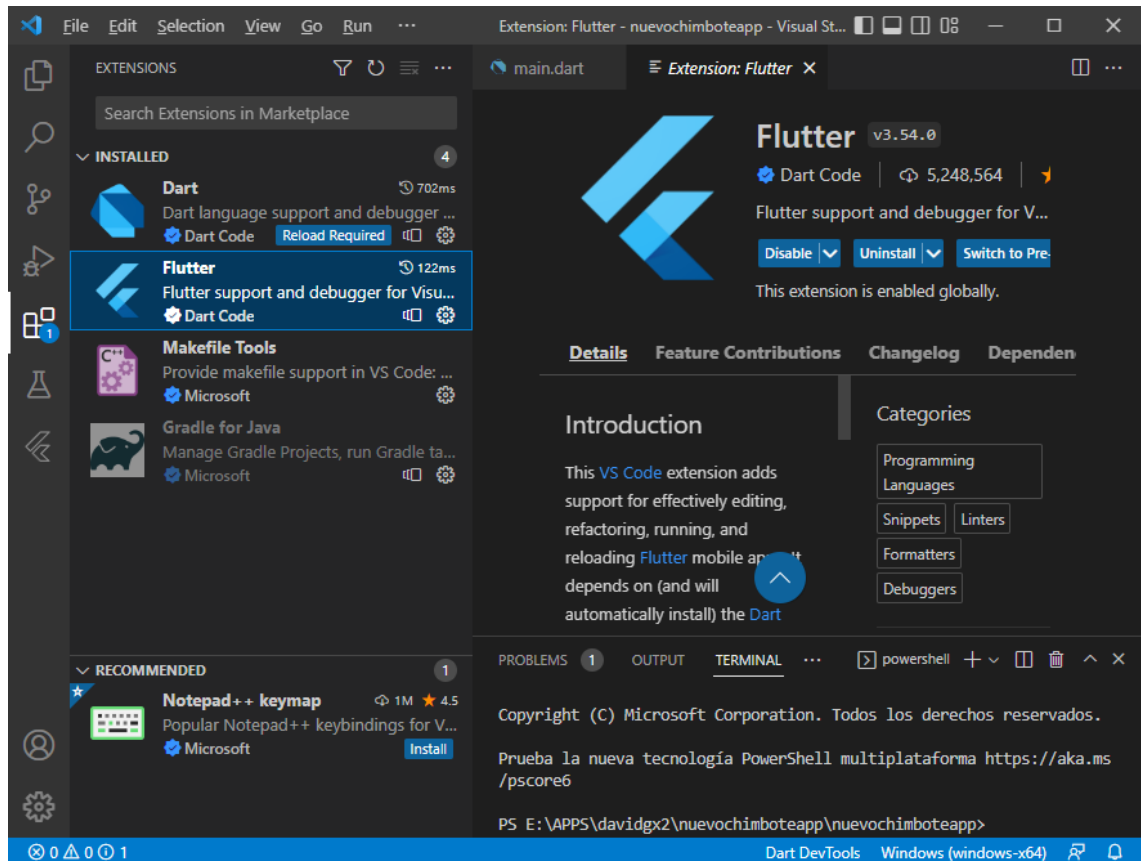 File Edit Selection View Go Run ··· Extension: Flutter - nuevochimboteapp - Visual St...
EXTENSIONS
Search Extensions in Marketplace
INSTALLED 4
Dart 702ms
Dart language support and debugger ...
Dart Code Reload Required
Flutter 122ms
Flutter support and debugger for Visu...
Dart Code
1
C++
Makefile Tools
Provide makefile support in VS Code: ...
Microsoft
Gradle for Java
Manage Gradle Projects, run Gradle ta...
Microsoft
RECOMMENDED 1
Notepad++ keymap 1M 4.5
Popular Notepad++ keybindings for V...
Microsoft Install
main.dart Extension: Flutter
Flutter v3.54.0
Dart Code 5,248,564
Flutter support and debugger for V...
Disable Uninstall Switch to Pre-
This extension is enabled globally.
Details Feature Contributions Changelog Dependen
Introduction
This VS Code extension adds
support for effectively editing,
refactoring, running, and
reloading Flutter mobile
depends on (and will
automatically install) the Dart
Categories
Programming
Languages
Snippets Linters
Formatters
Debuggers
PROBLEMS 1 OUTPUT TERMINAL ··· powershell
Copyright (C) Microsoft Corporation. Todos los derechos reservados.
Prueba la nueva tecnología PowerShell multiplataforma https://aka.ms
/pscore6
PS E:\APPS\davidgx2\nuevochimboteapp\nuevochimboteapp>
0 0 1 Dart DevTools Windows (windows-x64)